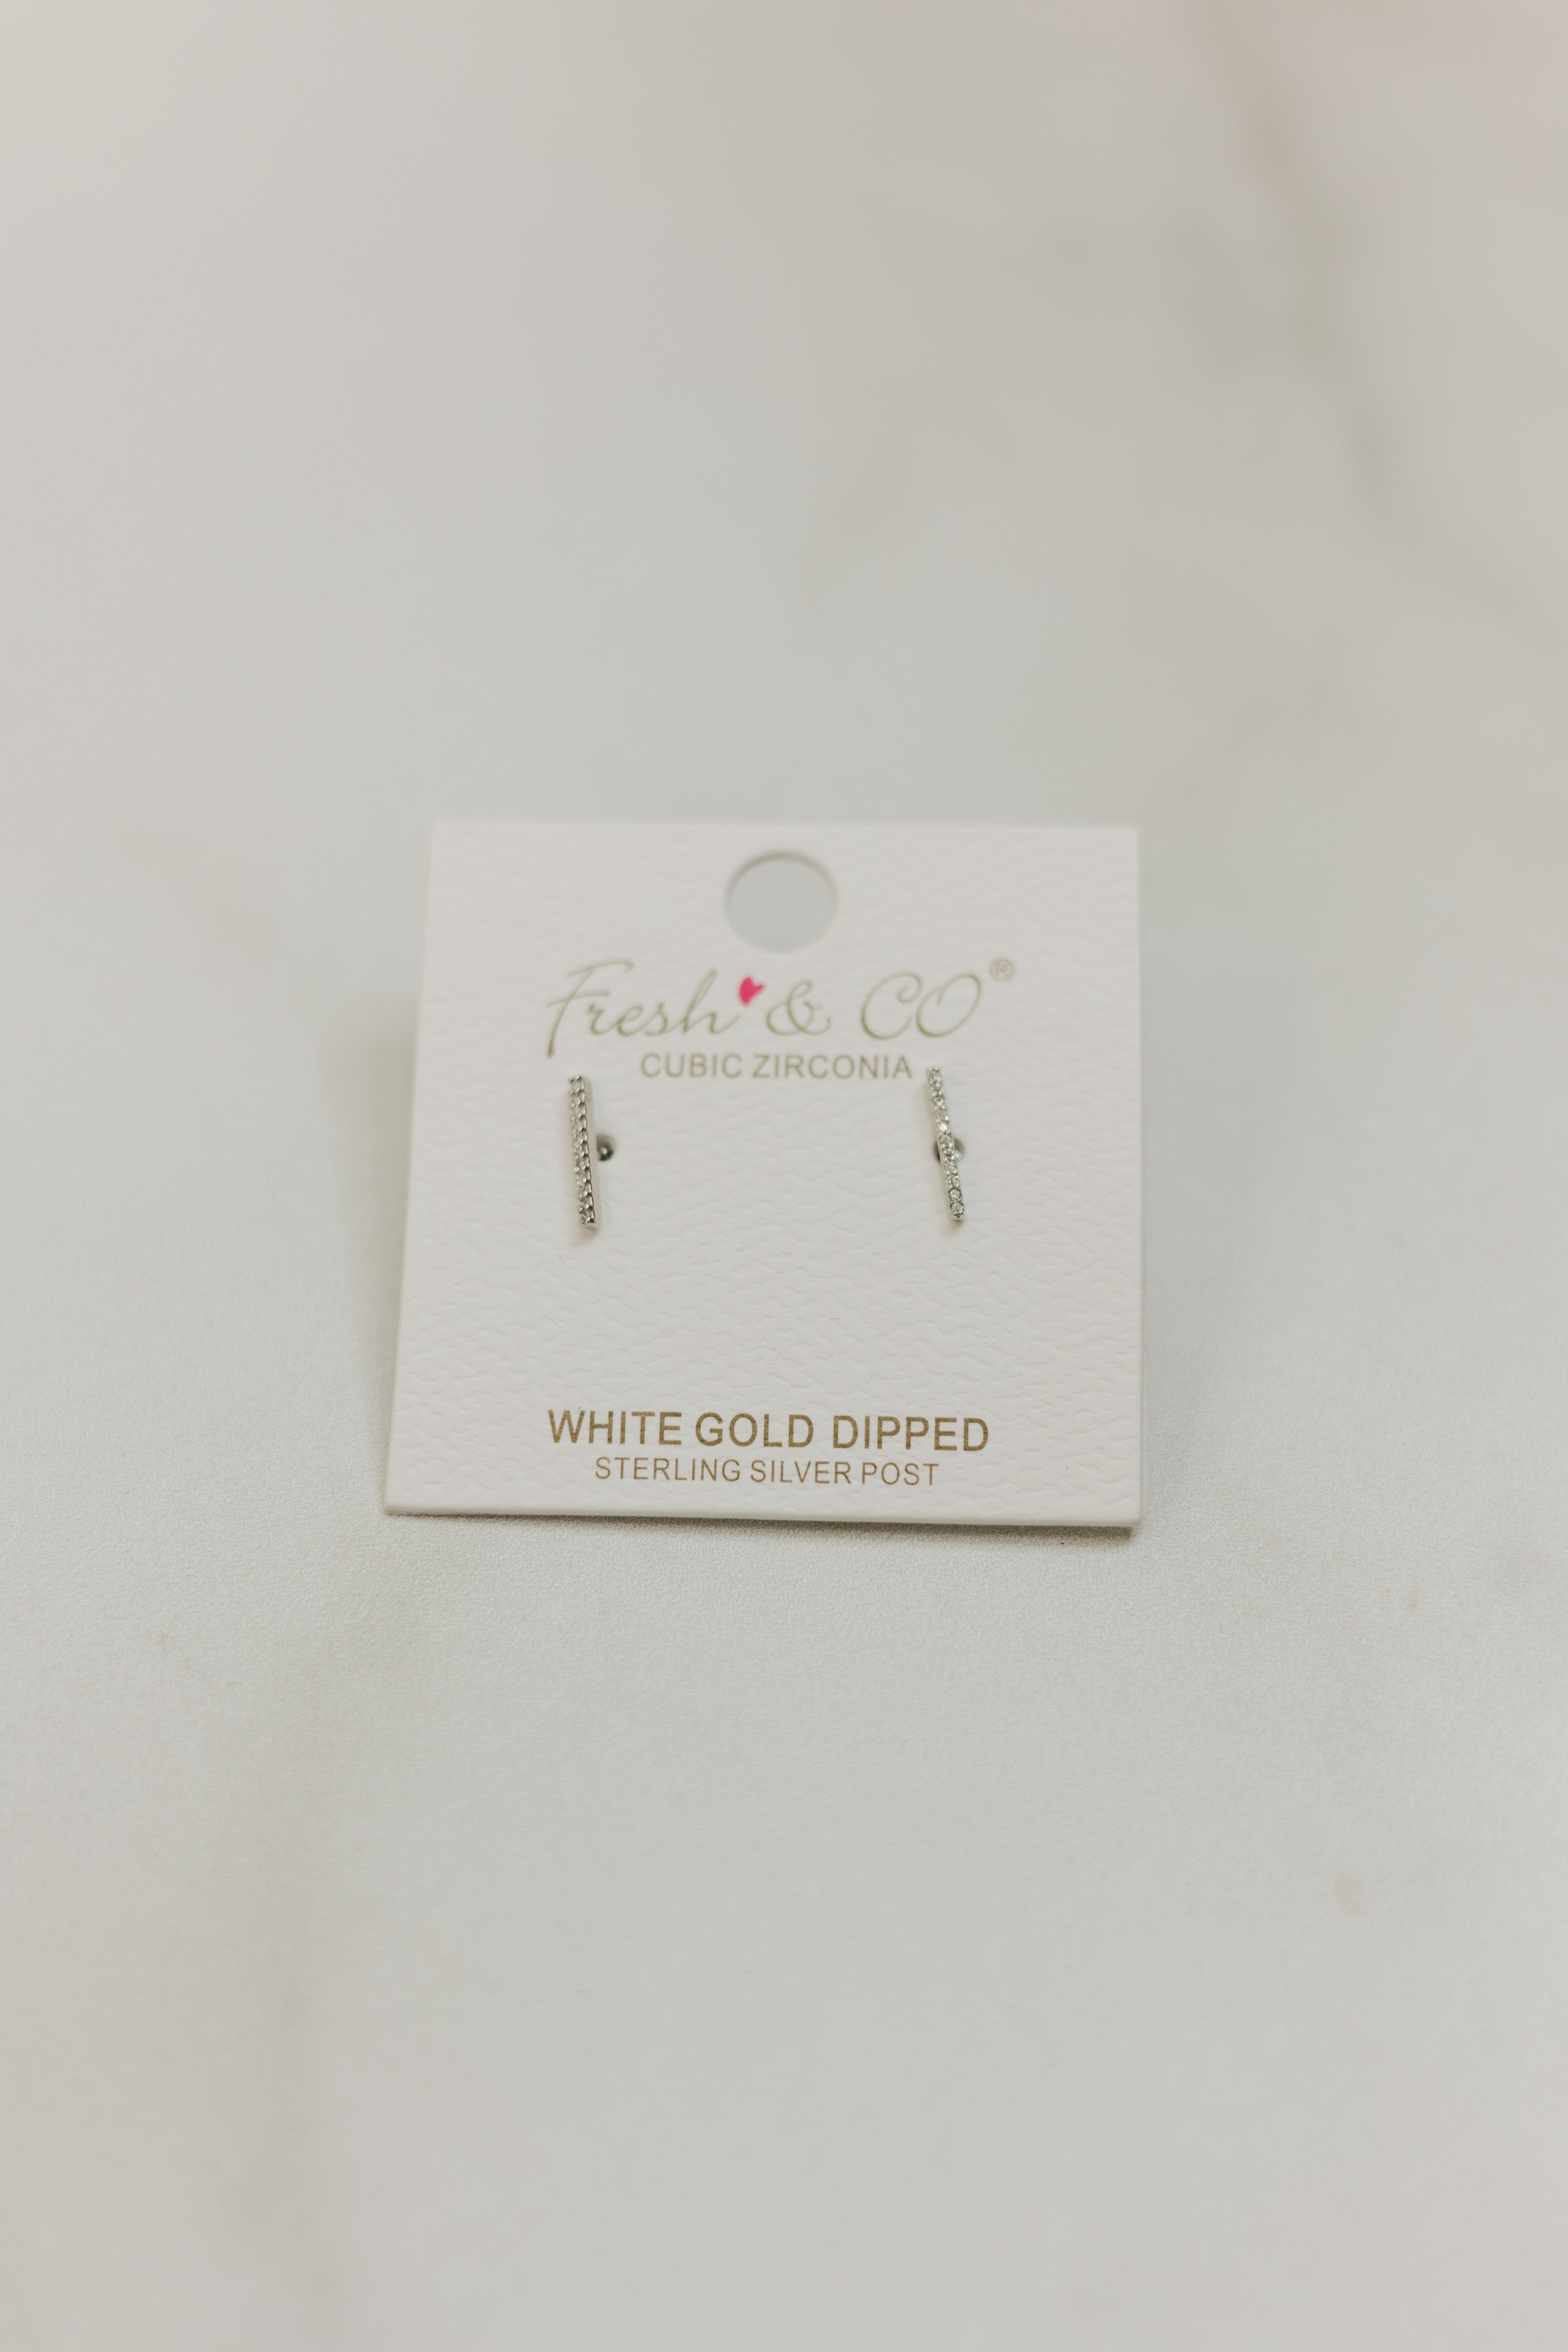 Fresh & CO®
CUBIC ZIRCONIA
WHITE GOLD DIPPED
STERLING SILVER POST